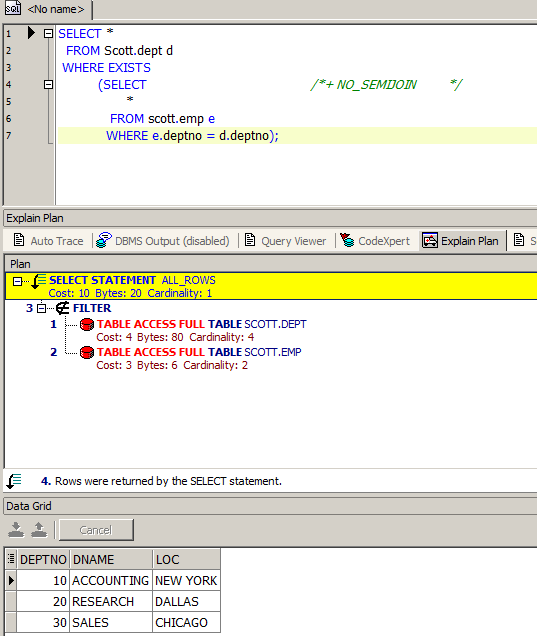 SQL <No name>
1 SELECT *
2 FROM Scott.dept d
3 WHERE EXISTS
4 (SELECT /*+ NO_SEMIJOIN */
5 *
6 FROM scott.emp e
7 WHERE e.deptno = d.deptno);
Explain Plan
Auto Trace DBMS Output (disabled) Query Viewer CodeXpert Explain Plan S
Plan
SELECT STATEMENT ALL_ROWS
Cost: 10 Bytes: 20 Cardinality: 1
3 FILTER
1 TABLE ACCESS FULL TABLE SCOTT.DEPT
Cost: 4 Bytes: 80 Cardinality: 4
2 TABLE ACCESS FULL TABLE SCOTT.EMP
Cost: 3 Bytes: 6 Cardinality: 2
4. Rows were returned by the SELECT statement.
Data Grid
Cancel
DEPTNO DNAME LOC
10 ACCOUNTING NEW YORK
20 RESEARCH DALLAS
30 SALES CHICAGO